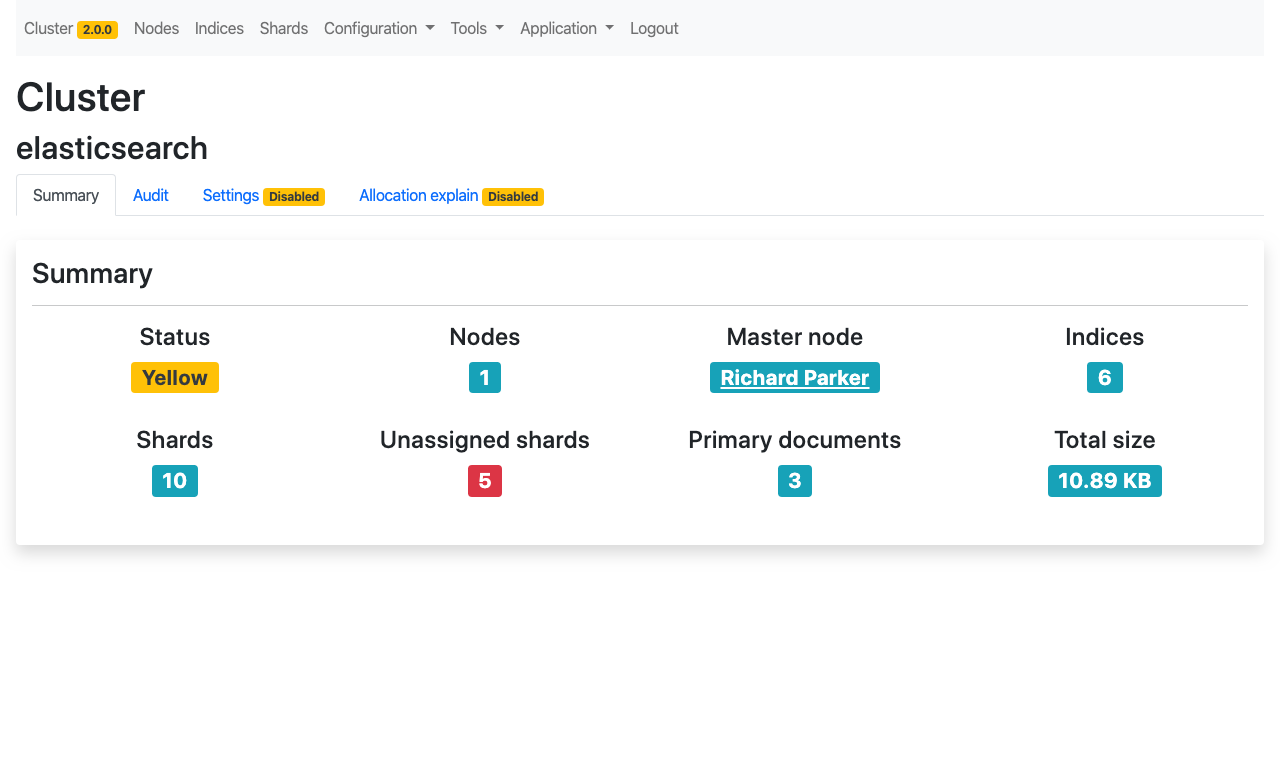 Cluster 2.0.0 Nodes Indices Shards Configuration Tools Application Logout
Cluster
elasticsearch
Summary Audit Settings Disabled Allocation explain Disabled
Summary
Status Nodes Master node Indices
Yellow 1 Richard Parker 6
Shards Unassigned shards Primary documents Total size
10 5 3 10.89 KB